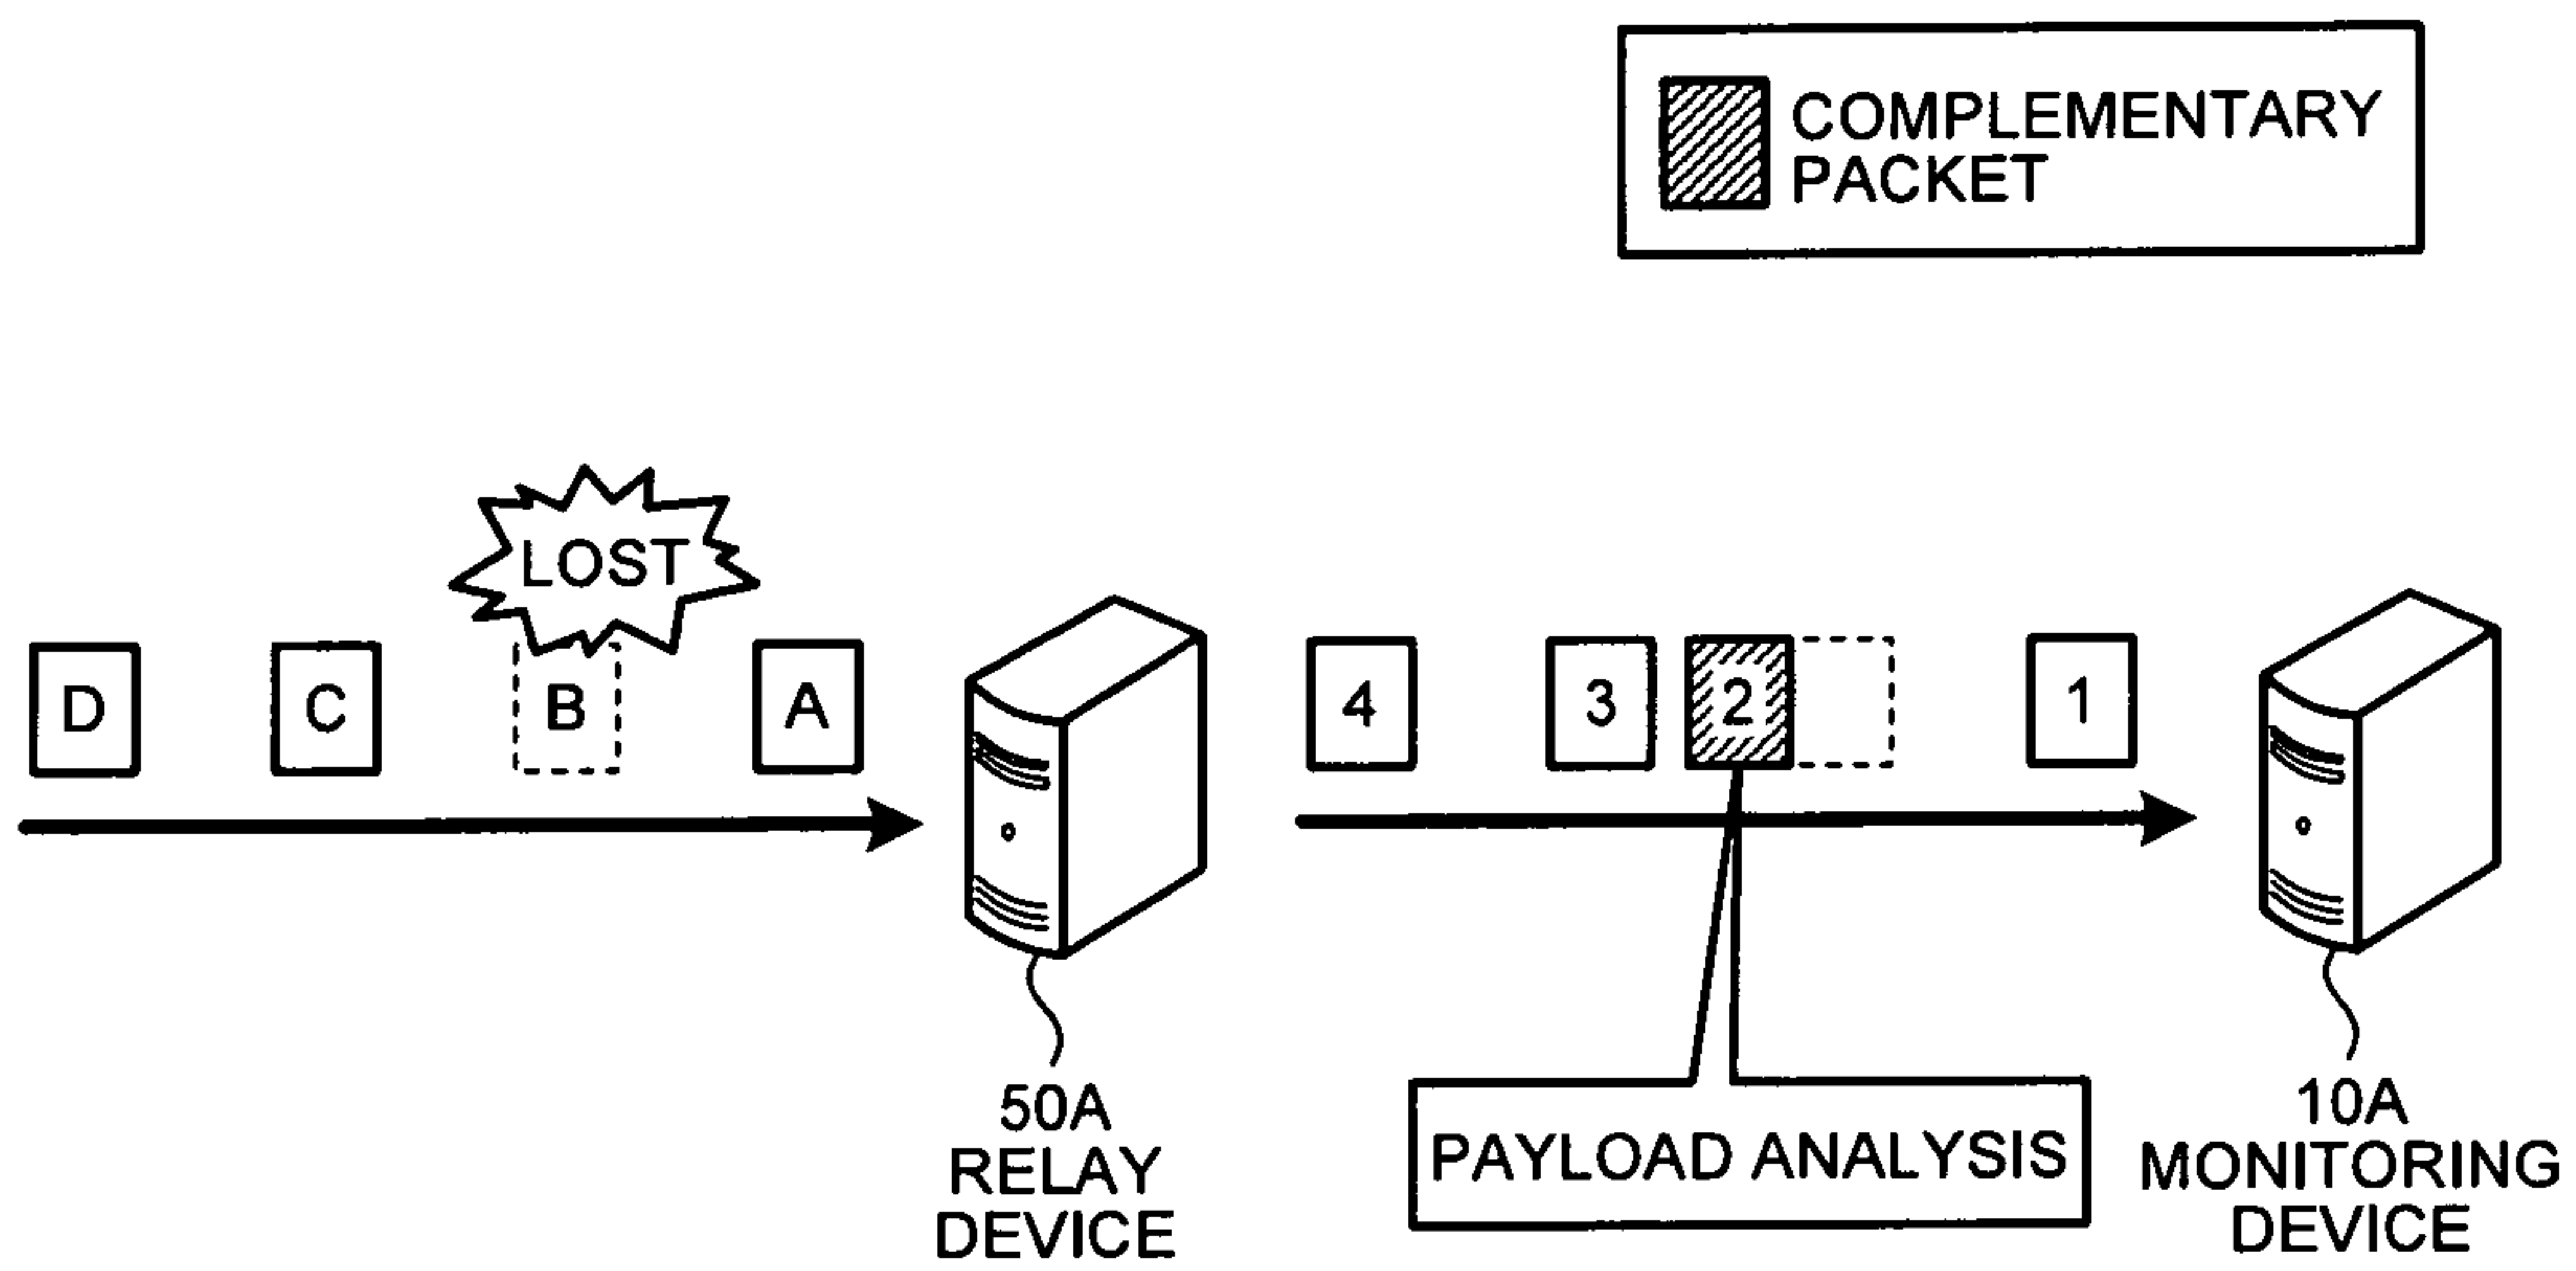 COMPLEMENTARY
PACKET
LOST
D
C
B
A
4
3
2
1
50A
RELAY
DEVICE
PAYLOAD ANALYSIS
10A
MONITORING
DEVICE